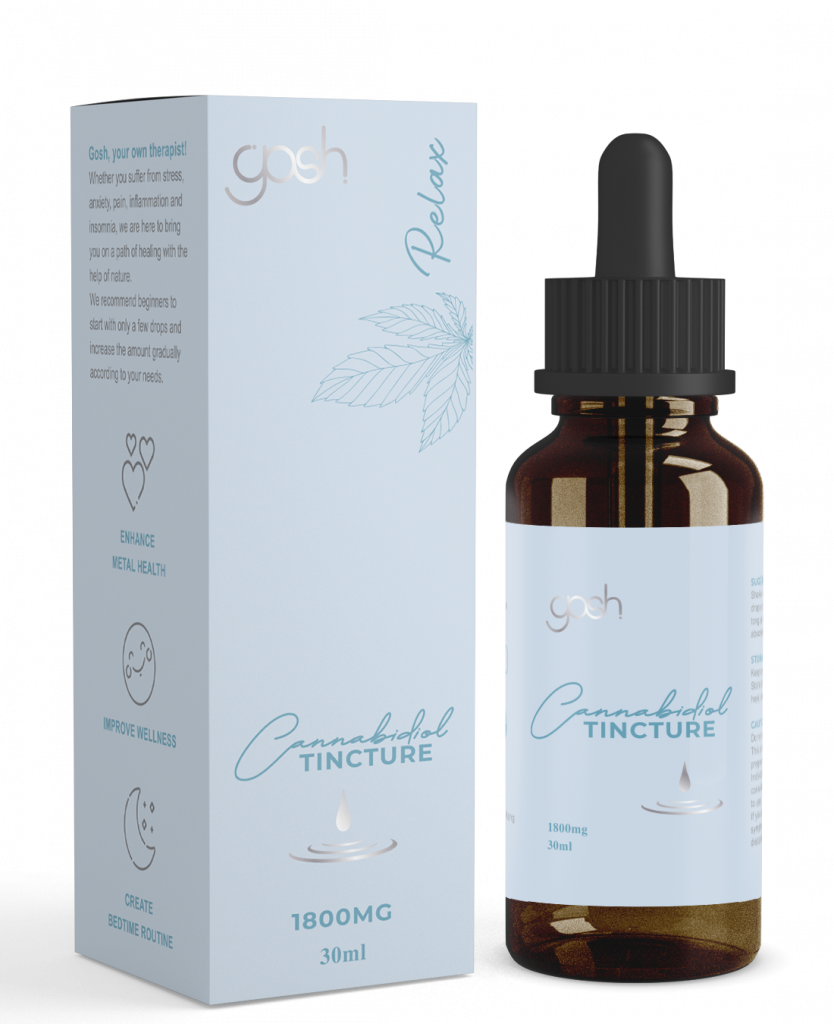 Gosh, your own therapist!
Whether you suffer from stress,
anxiety, pain, inflammation and
insomnia, we are here to bring
you on a path of healing with the
help of nature.
We recommend beginners to
start with only a few drops and
increase the amount gradually
according to your needs.
ENHANCE
METAL HEALTH
IMPROVE WELLNESS
CREATE
BEDTIME ROUTINE
gosh
Relax
Cannabidiol
TINCTURE
1800MG
30ml
gosh
Cannabidiol
TINCTURE
1800mg
30ml